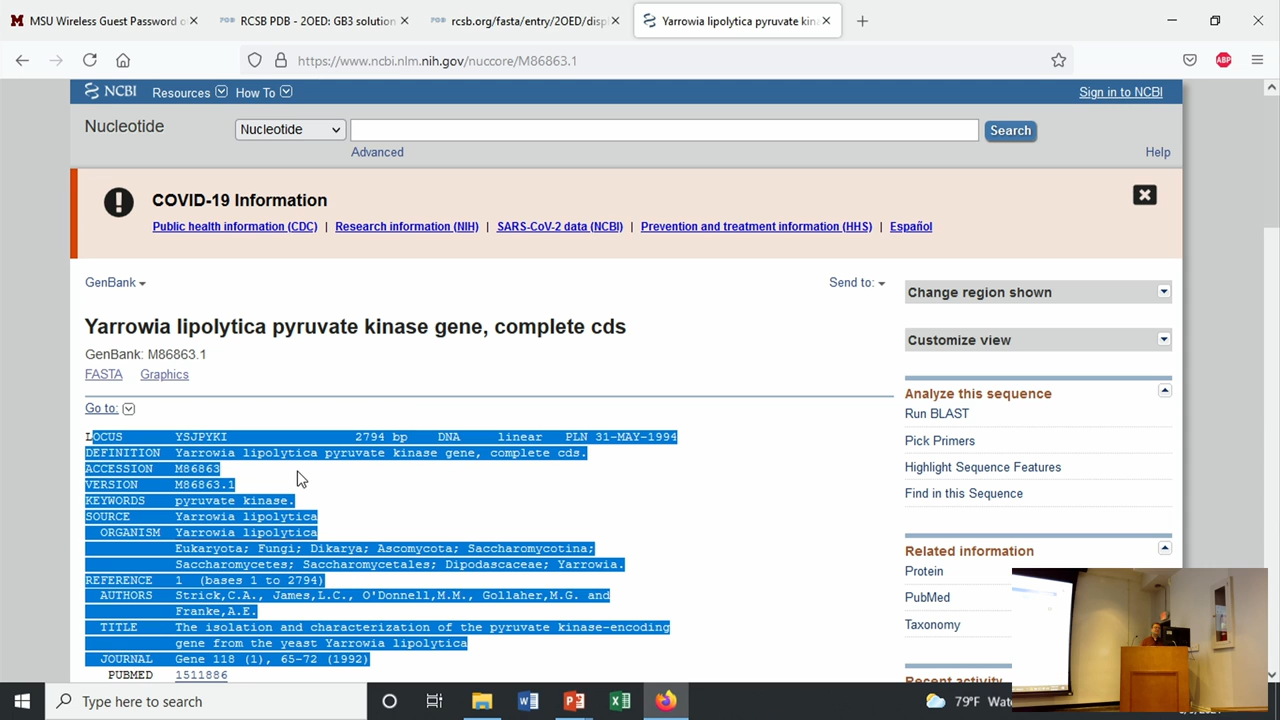 MSU Wireless Guest Password o
RCSB PDB - 2OED: GB3 solution
rcsb.org/fasta/entry/2OED/disp
Yarrowia lipolytica pyruvate kina
https://www.ncbi.nlm.nih.gov/nuccore/M86863.1
ABP
NCBI Resources How To Sign in to NCBI
Nucleotide Nucleotide Search
Advanced Help
COVID-19 Information
Public health information (CDC) | Research information (NIH) | SARS-CoV-2 data (NCBI) | Prevention and treatment information (HHS) | Español
GenBank Send to:
Change region shown
Yarrowia lipolytica pyruvate kinase gene, complete cds
Customize view
GenBank: M86863.1
FASTA Graphics
Analyze this sequence
Run BLAST
Pick Primers
Highlight Sequence Features
Find in this Sequence
Related information
Protein
PubMed
Taxonomy
Recent activity
Go to:
LOCUS YSJPYKI 2794 bp DNA linear PLN 31-MAY-1994
DEFINITION Yarrowia lipolytica pyruvate kinase gene, complete cds.
ACCESSION M86863
VERSION M86863.1
KEYWORDS pyruvate kinase.
SOURCE Yarrowia lipolytica
ORGANISM Yarrowia lipolytica
Eukaryota; Fungi; Dikarya; Ascomycota; Saccharomycotina;
Saccharomycetes; Saccharomycetales; Dipodascaceae; Yarrowia.
REFERENCE 1 (bases 1 to 2794)
AUTHORS Strick,C.A., James,L.C., O'Donnell,M.M., Gollaher,M.G. and
Franke,A.E.
TITLE The isolation and characterization of the pyruvate kinase-encoding
gene from the yeast Yarrowia lipolytica
JOURNAL Gene 118 (1), 65-72 (1992)
PUBMED 1511886
Type here to search
79°F